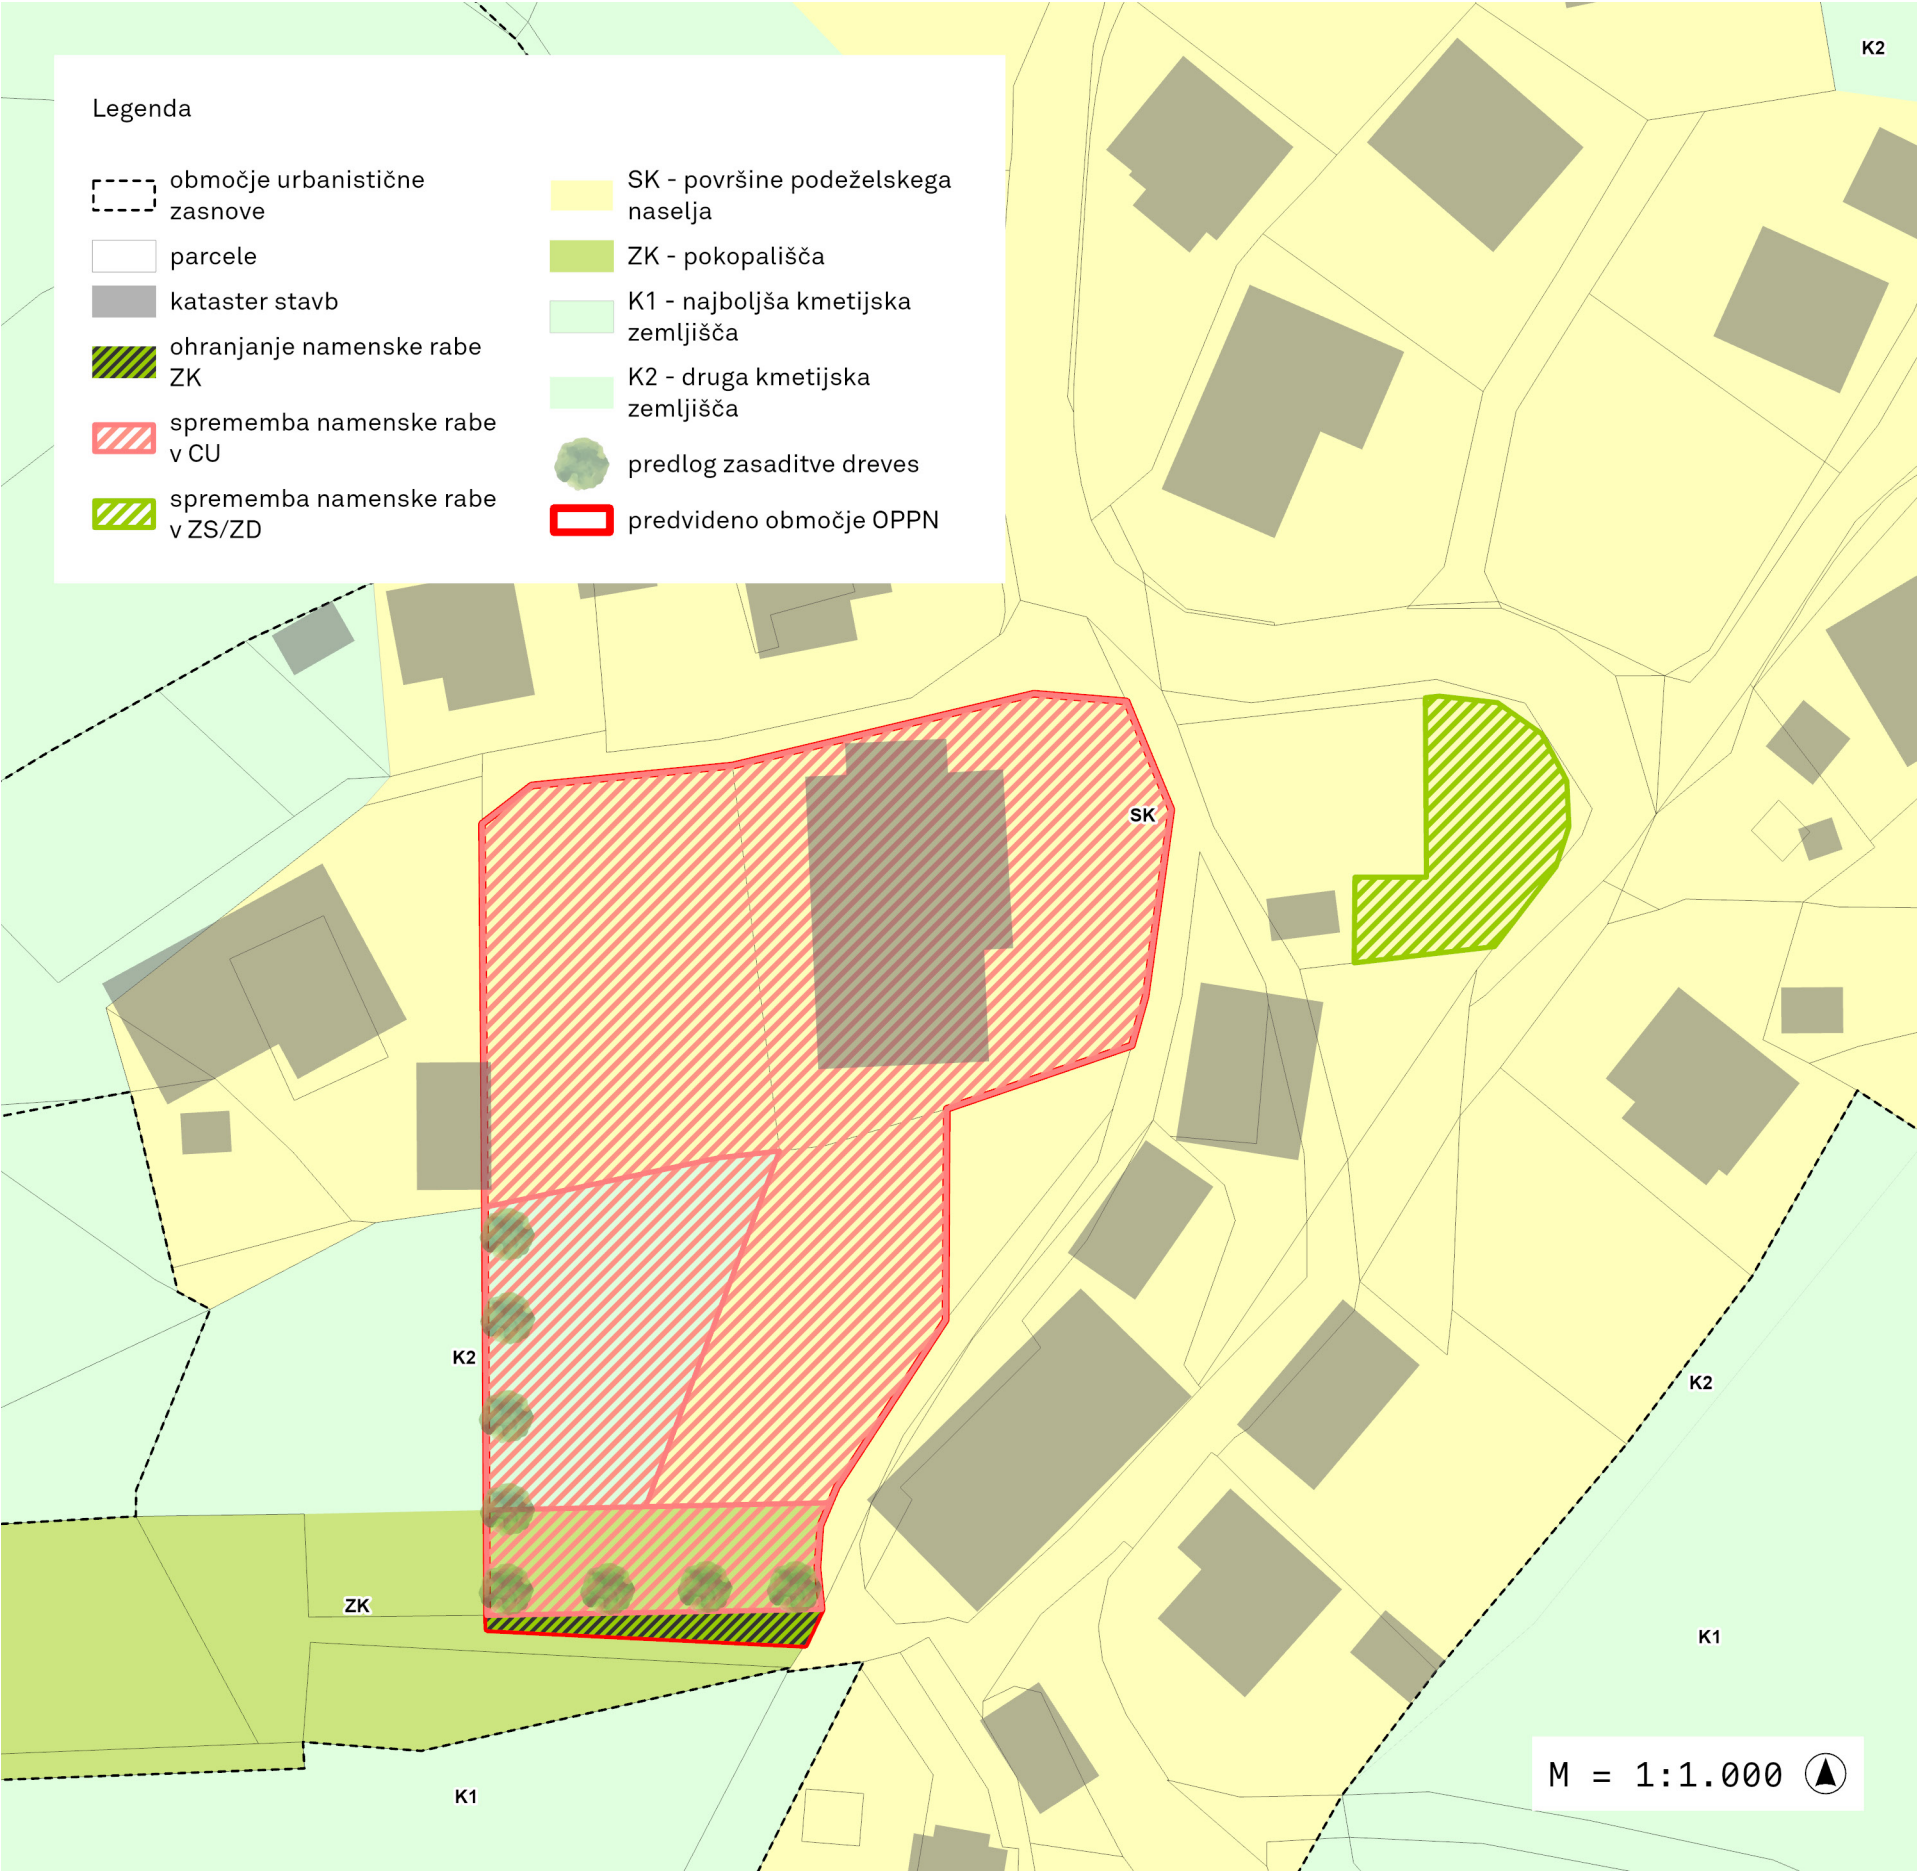 Legenda
območje urbanistične
zasnove
parcele
kataster stavb
ohranjanje namenske rabe
ZK
sprememba namenske rabe
v CU
sprememba namenske rabe
v ZS/ZD
SK - površine podeželskega
naselja
ZK - pokopališča
K1 - najboljša kmetijska
zemljišča
K2 - druga kmetijska
zemljišča
predlog zasaditve dreves
predvideno območje OPPN
K2
SK
K2
K2
ZK
K1
K1
M = 1:1.000